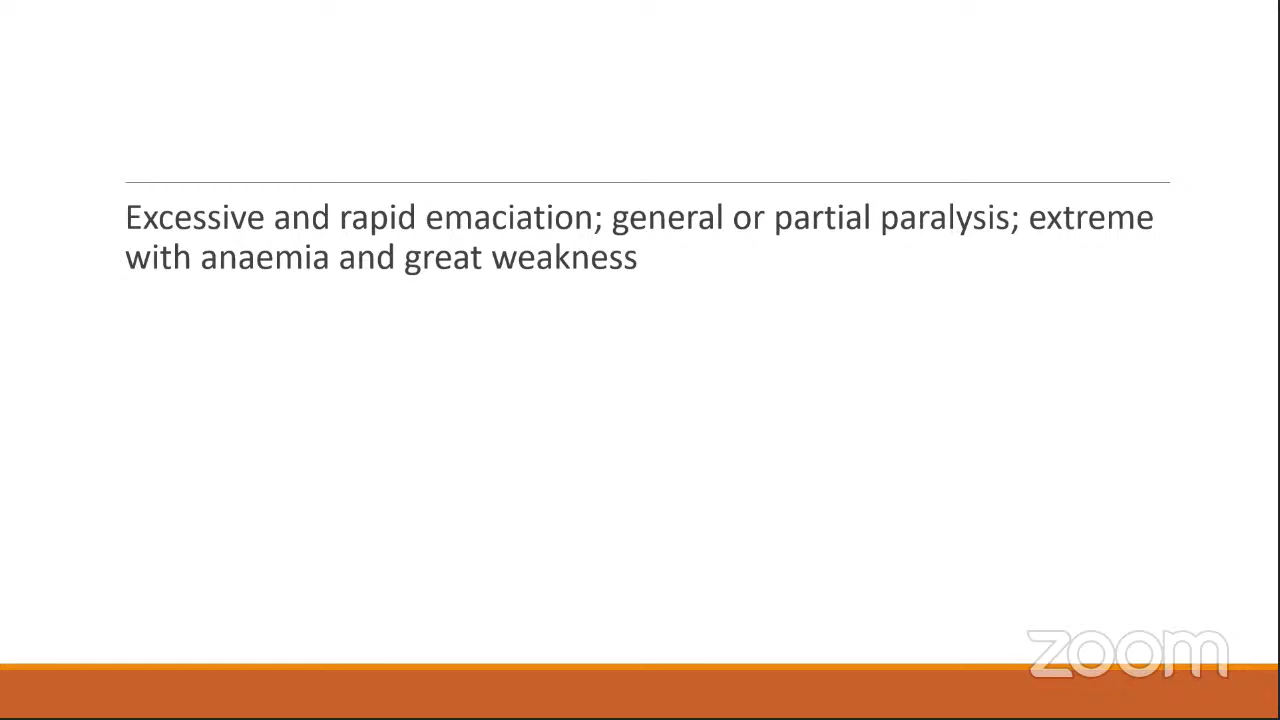 Excessive and rapid emaciation; general or partial paralysis; extreme
with anaemia and great weakness
zoom